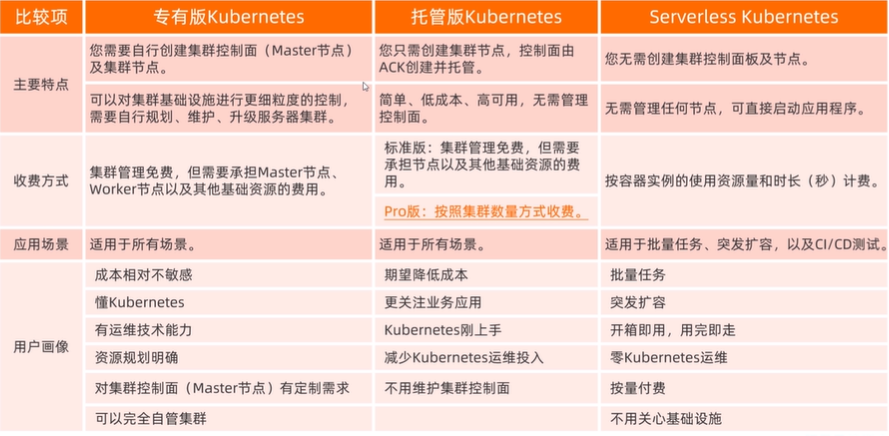 比较项 专有版Kubernetes 托管版Kubernetes Serverless Kubernetes
主要特点
您需要自行创建集群控制面（Master节点）
及集群节点。
您只需创建集群节点，控制面由
ACK创建并托管。
您无需创建集群控制面板及节点。
可以对集群基础设施进行更细粒度的控制，
需要自行规划、维护、升级服务器集群。
简单、低成本、高可用，无需管理
控制面。
无需管理任何节点，可直接启动应用程序。
收费方式
集群管理免费，但需要承担Master节点、
Worker节点以及其他基础资源的费用。
标准版：集群管理免费，但需要
承担节点以及其他基础资源的费
用。
Pro版：按照集群数量方式收费。
按容器实例的使用资源量和时长（秒）计费。
应用场景 适用于所有场景。 适用于所有场景。 适用于批量任务、突发扩容，以及CI/CD测试。
用户画像
成本相对不敏感 期望降低成本 批量任务
懂Kubernetes 更关注业务应用 突发扩容
有运维技术能力 Kubernetes刚上手 开箱即用，用完即走
资源规划明确 减少Kubernetes运维投入 零Kubernetes运维
对集群控制面（Master节点）有定制需求 不用维护集群控制面 按量付费
可以完全自管集群 不用关心基础设施